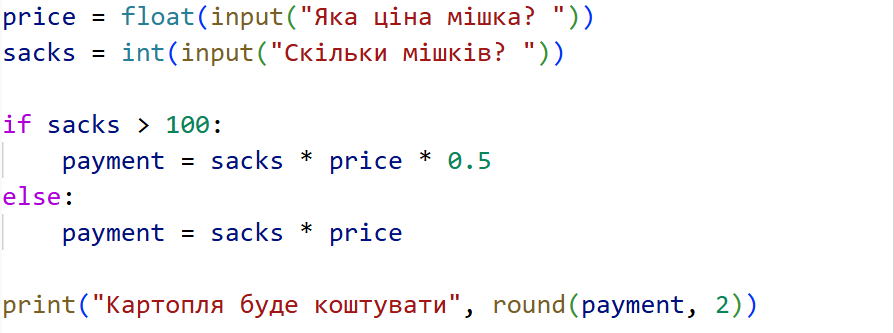 price = float(input("Яка ціна мішка? "))
sacks = int(input("Скільки мішків? "))
if sacks > 100:
    payment = sacks * price * 0.5
else:
    payment = sacks * price
print("Картопля буде коштувати", round(payment, 2))